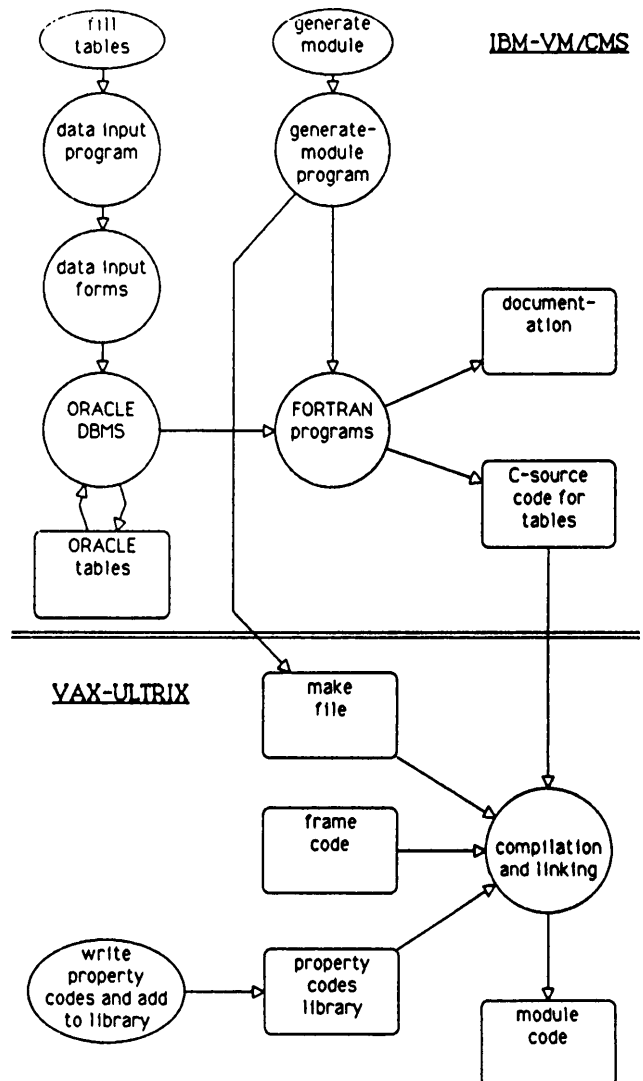 fill
tables
generate
module
IBM-VM/CMS
data input
program
generate-
module
program
data input
forms
document-
ation
ORACLE
DBMS
FORTRAN
programs
C-source
code for
tables
ORACLE
tables
VAX-ULTRIX
make
file
frame
code
compilation
and linking
write
property
codes and add
to library
property
codes
library
module
code